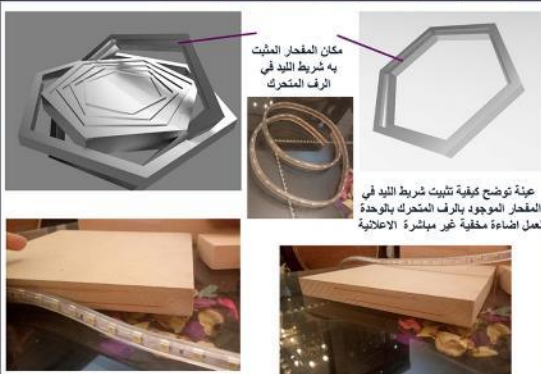 مكان المفحار المثبت
به شريط الليد في
الرف المتحرك
عينة توضح كيفية تثبيت شريط الليد في
المفحار الموجود بالرف المتحرك بالوحدة
لعمل اضاءة مخفية غير مباشرة الاعلانية